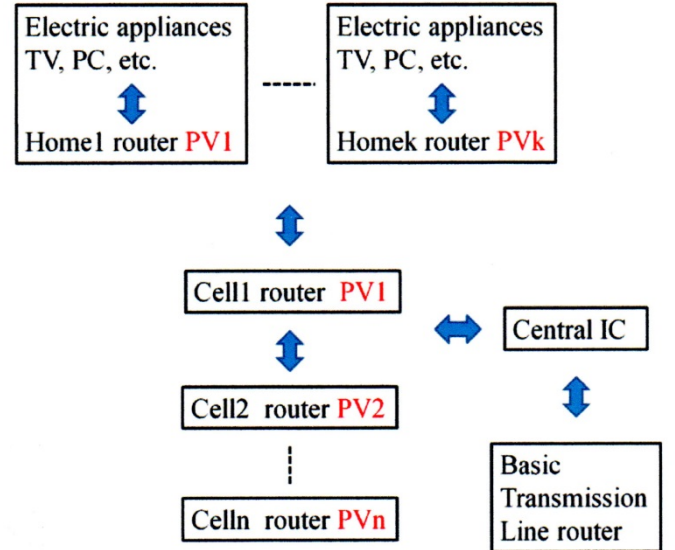 Electric appliances
TV, PC, etc.
Home1 router PV1
Electric appliances
TV, PC, etc.
Homek router PVk
Cell1 router PV1
Central IC
Cell2 router PV2
Celln router PVn
Basic
Transmission
Line router